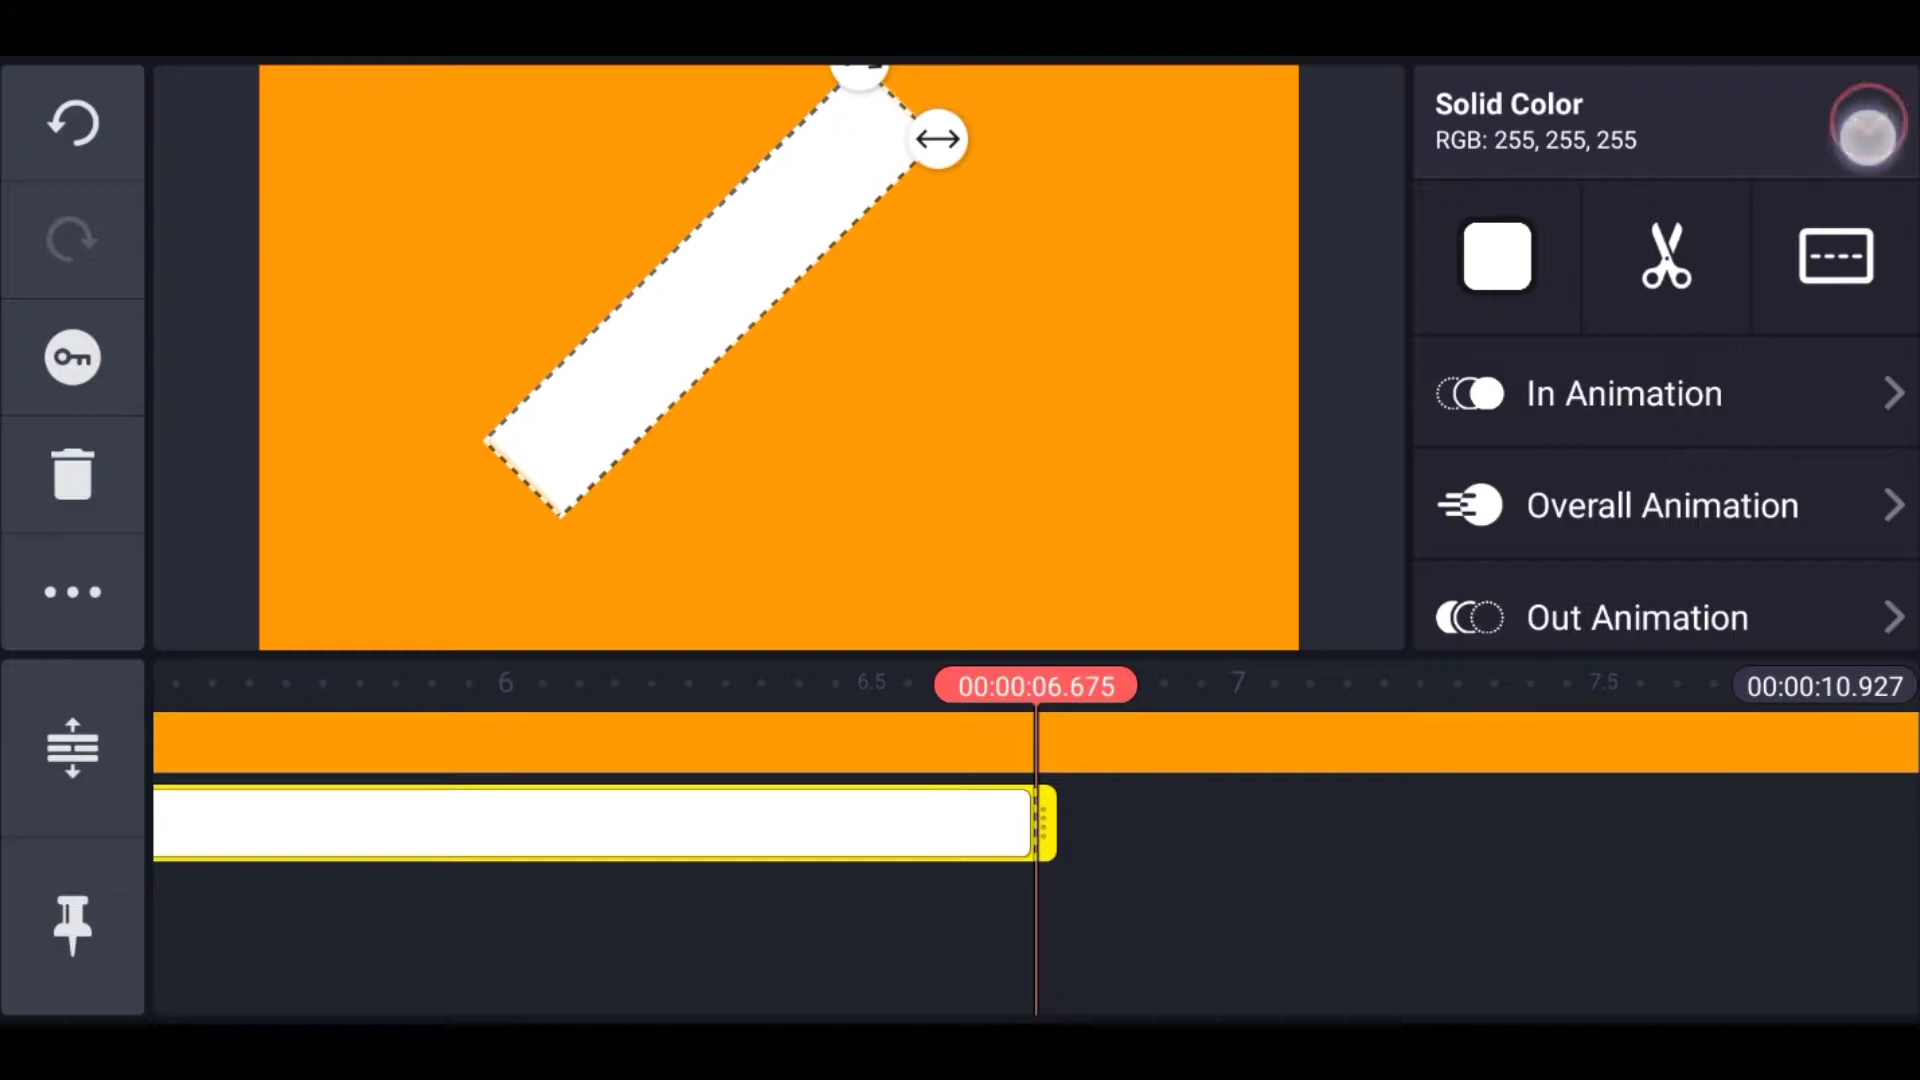 Solid Color
RGB: 255, 255, 255
In Animation
Overall Animation
Out Animation
6
6.5
00:00:06.675
7
7.5
00:00:10.927